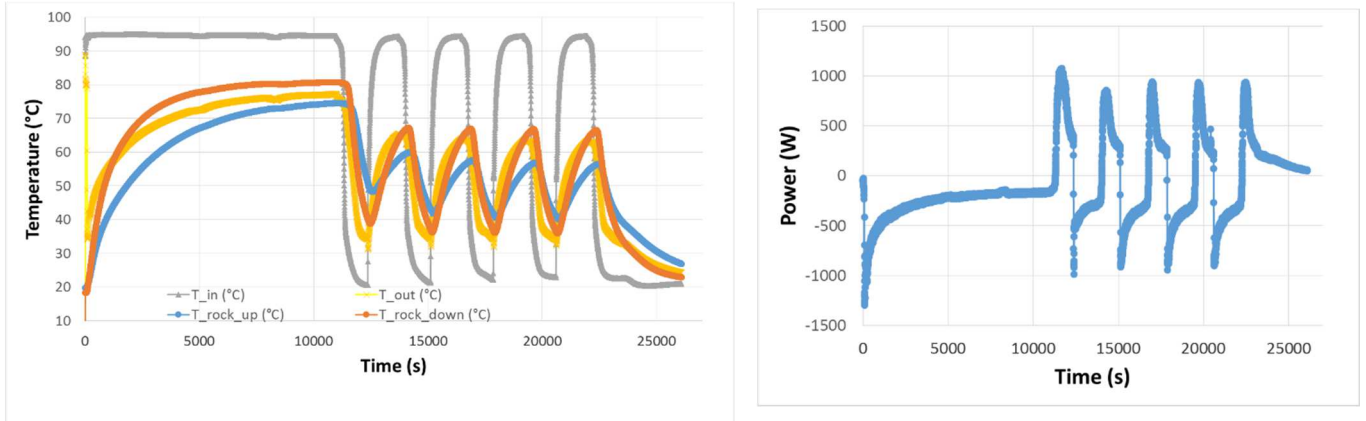 100
90
80
70
60
50
40
30
20
10
Temperature (°C)
T_in (°C) T_out (°C)
T_rock_up (°C) T_rock_down (°C)
0 5000 10000 15000 20000 25000
Time (s)
1500
1000
500
0
-500
-1000
-1500
Power (W)
0 5000 10000 15000 20000 25000
Time (s)